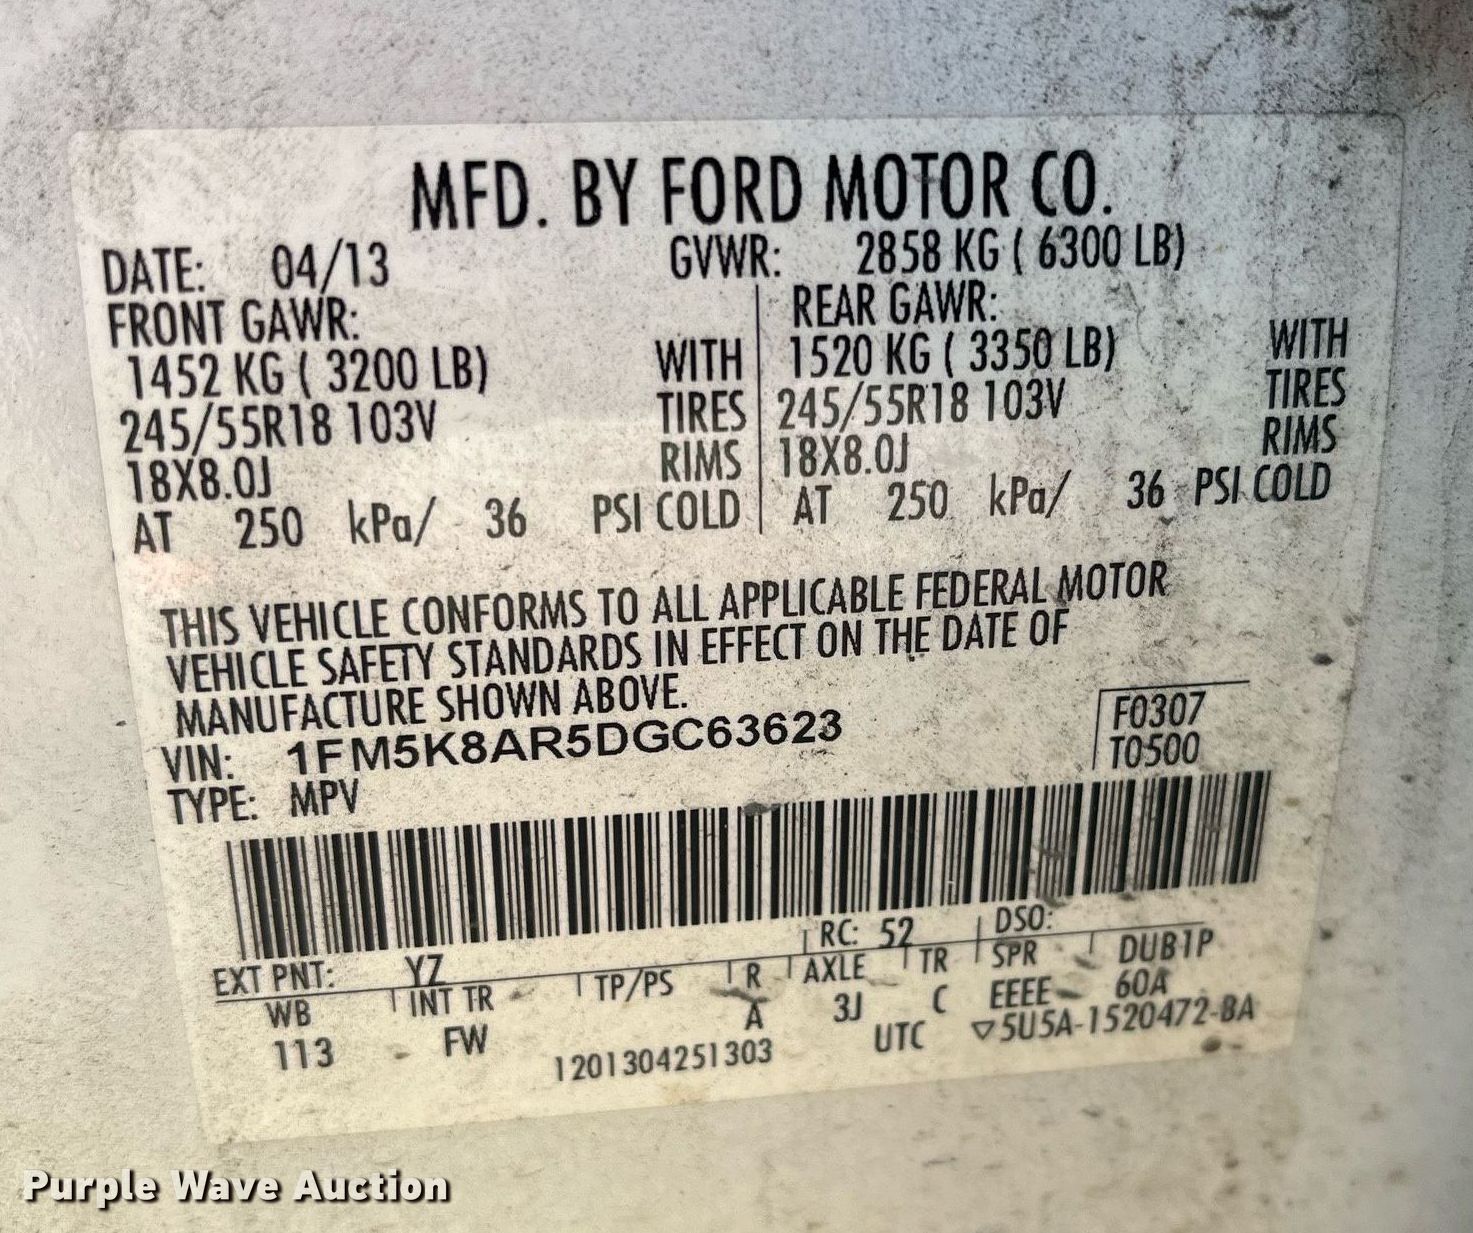 MFD. BY FORD MOTOR CO.
DATE: 04/13 GVWR: 2858 KG ( 6300 LB)
FRONT GAWR: REAR GAWR:
1452 KG ( 3200 LB) WITH 1520 KG ( 3350 LB) WITH
245/55R18 103V TIRES 245/55R18 103V TIRES
18X8.0J RIMS 18X8.0J RIMS
AT 250 kPa/ 36 PSI COLD AT 250 kPa/ 36 PSI COLD
THIS VEHICLE CONFORMS TO ALL APPLICABLE FEDERAL MOTOR
VEHICLE SAFETY STANDARDS IN EFFECT ON THE DATE OF
MANUFACTURE SHOWN ABOVE.
VIN: 1FM5K8AR5DGC63623 F0307
TYPE: MPV T0500
EXT PNT: YZ RC: 52 DSO:
WB INT TR TP/PS R AXLE TR SPR DUB1P
113 FW A 3J C EEEE 60A
1201304251303 UTC ▽5U5A-1520472-BA
Purple Wave Auction